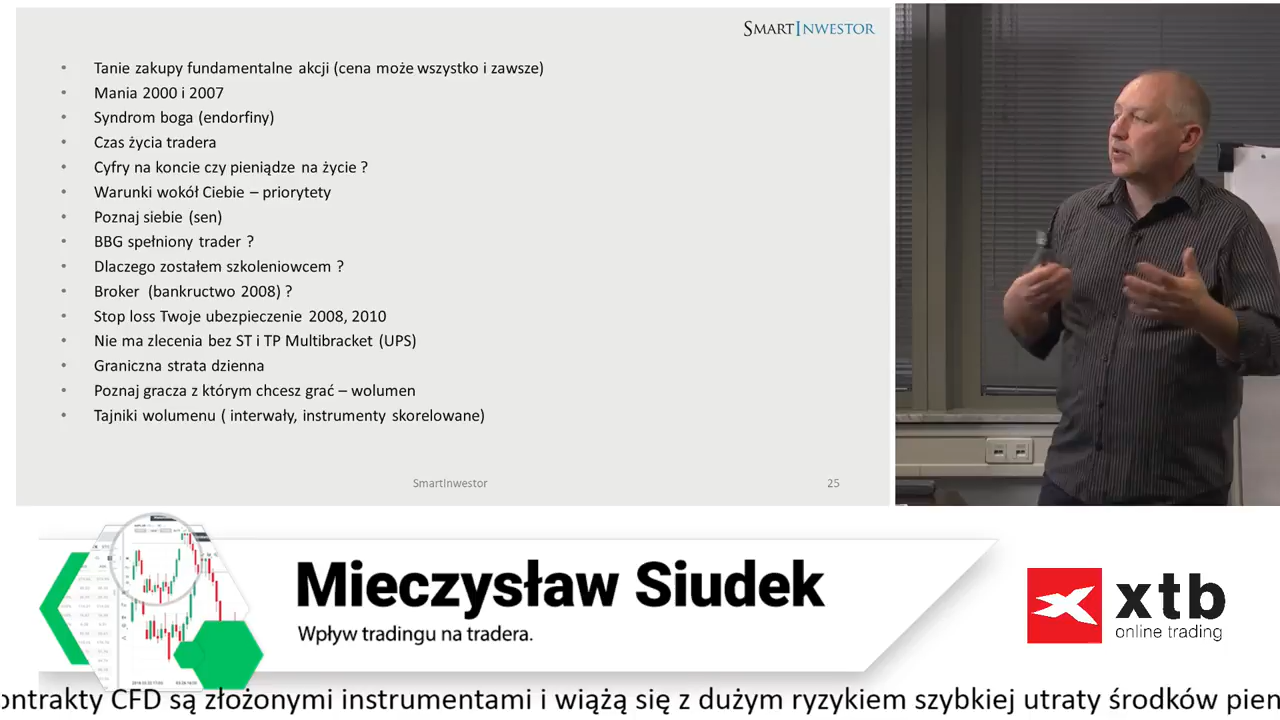 SMARTINWESTOR
• Tanie zakupy fundamentalne akcji (cena może wszystko i zawsze)
• Mania 2000 i 2007
• Syndrom boga (endorfiny)
• Czas życia tradera
• Cyfry na koncie czy pieniądze na życie ?
• Warunki wokół Ciebie – priorytety
• Poznaj siebie (sen)
• BBG spełniony trader ?
• Dlaczego zostałem szkoleniowcem ?
• Broker (bankructwo 2008) ?
• Stop loss Twoje ubezpieczenie 2008, 2010
• Nie ma zlecenia bez ST i TP Multibracket (UPS)
• Graniczna strata dzienna
• Poznaj gracza z którym chcesz grać – wolumen
• Tajniki wolumenu ( interwały, instrumenty skorelowane)
SmartInwestor
25
Mieczysław Siudek
Wpływ tradingu na tradera.
xtb
online trading
ontrakty CFD są złożonymi instrumentami i wiążą się z dużym ryzykiem szybkiej utraty środków pien